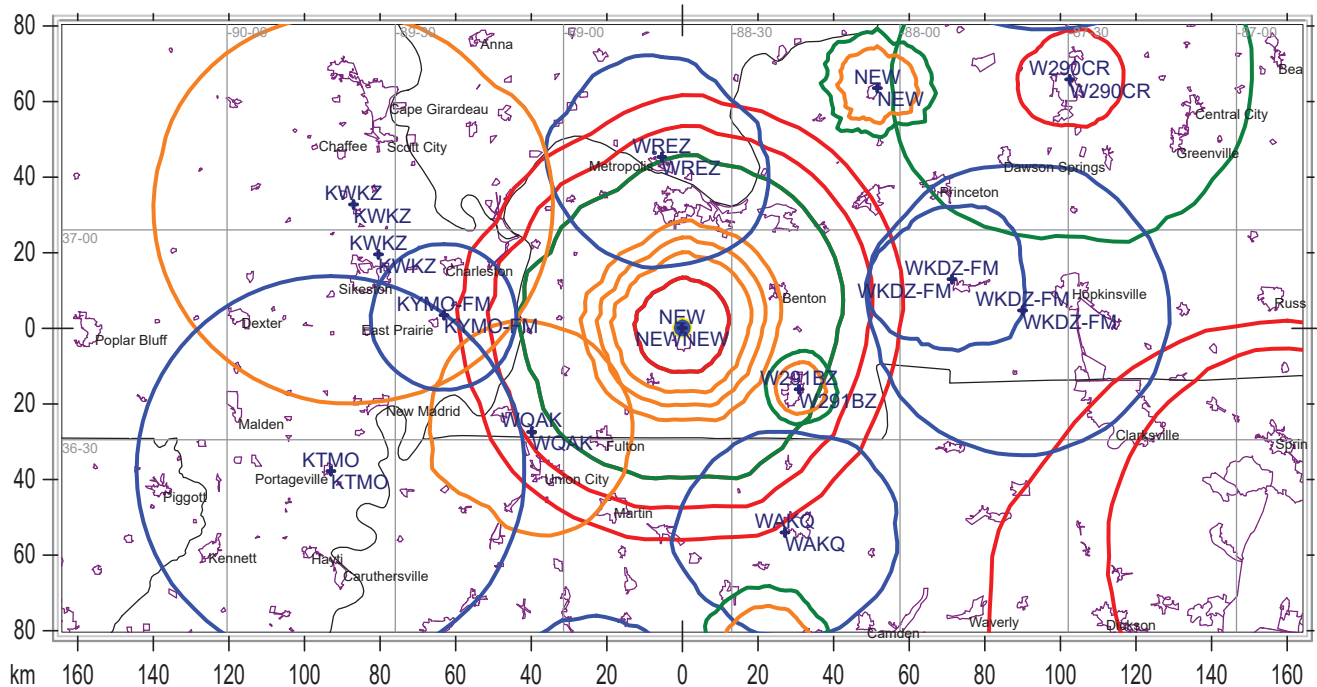 80
60
40
20
0
20
40
60
80
km
160
140
120
100
80
60
40
20
0
20
40
60
80
100
120
140
160
-90-00
-89-30
-89-00
-88-30
-88-00
-87-30
-87-00
37-00
36-30
Anna
Cape Girardeau
Chaffee
Scott City
KWKZ
KWKZ
KWKZ
KWKZ
Sikeston
Charleston
KYMO-FM
KYMO-FM
East Prairie
Dexter
Poplar Bluff
New Madrid
Malden
KTMO
KTMO
Portageville
Piggott
Kennett
Hayti
Caruthersville
WREZ
WREZ
Metropolis
NEW
NEW
W290CR
W290CR
Bea
Central City
Greenville
Dawson Springs
Princeton
WKDZ-FM
WKDZ-FM
WKDZ-FM
WKDZ-FM
Hopkinsville
Russ
Benton
NEW
NEWNEW
W291BZ
W291BZ
WQAK
WQAK
Fulton
Union City
Martin
WAKQ
WAKQ
Clarksville
Sprin
Camden
Waverly
Dickson